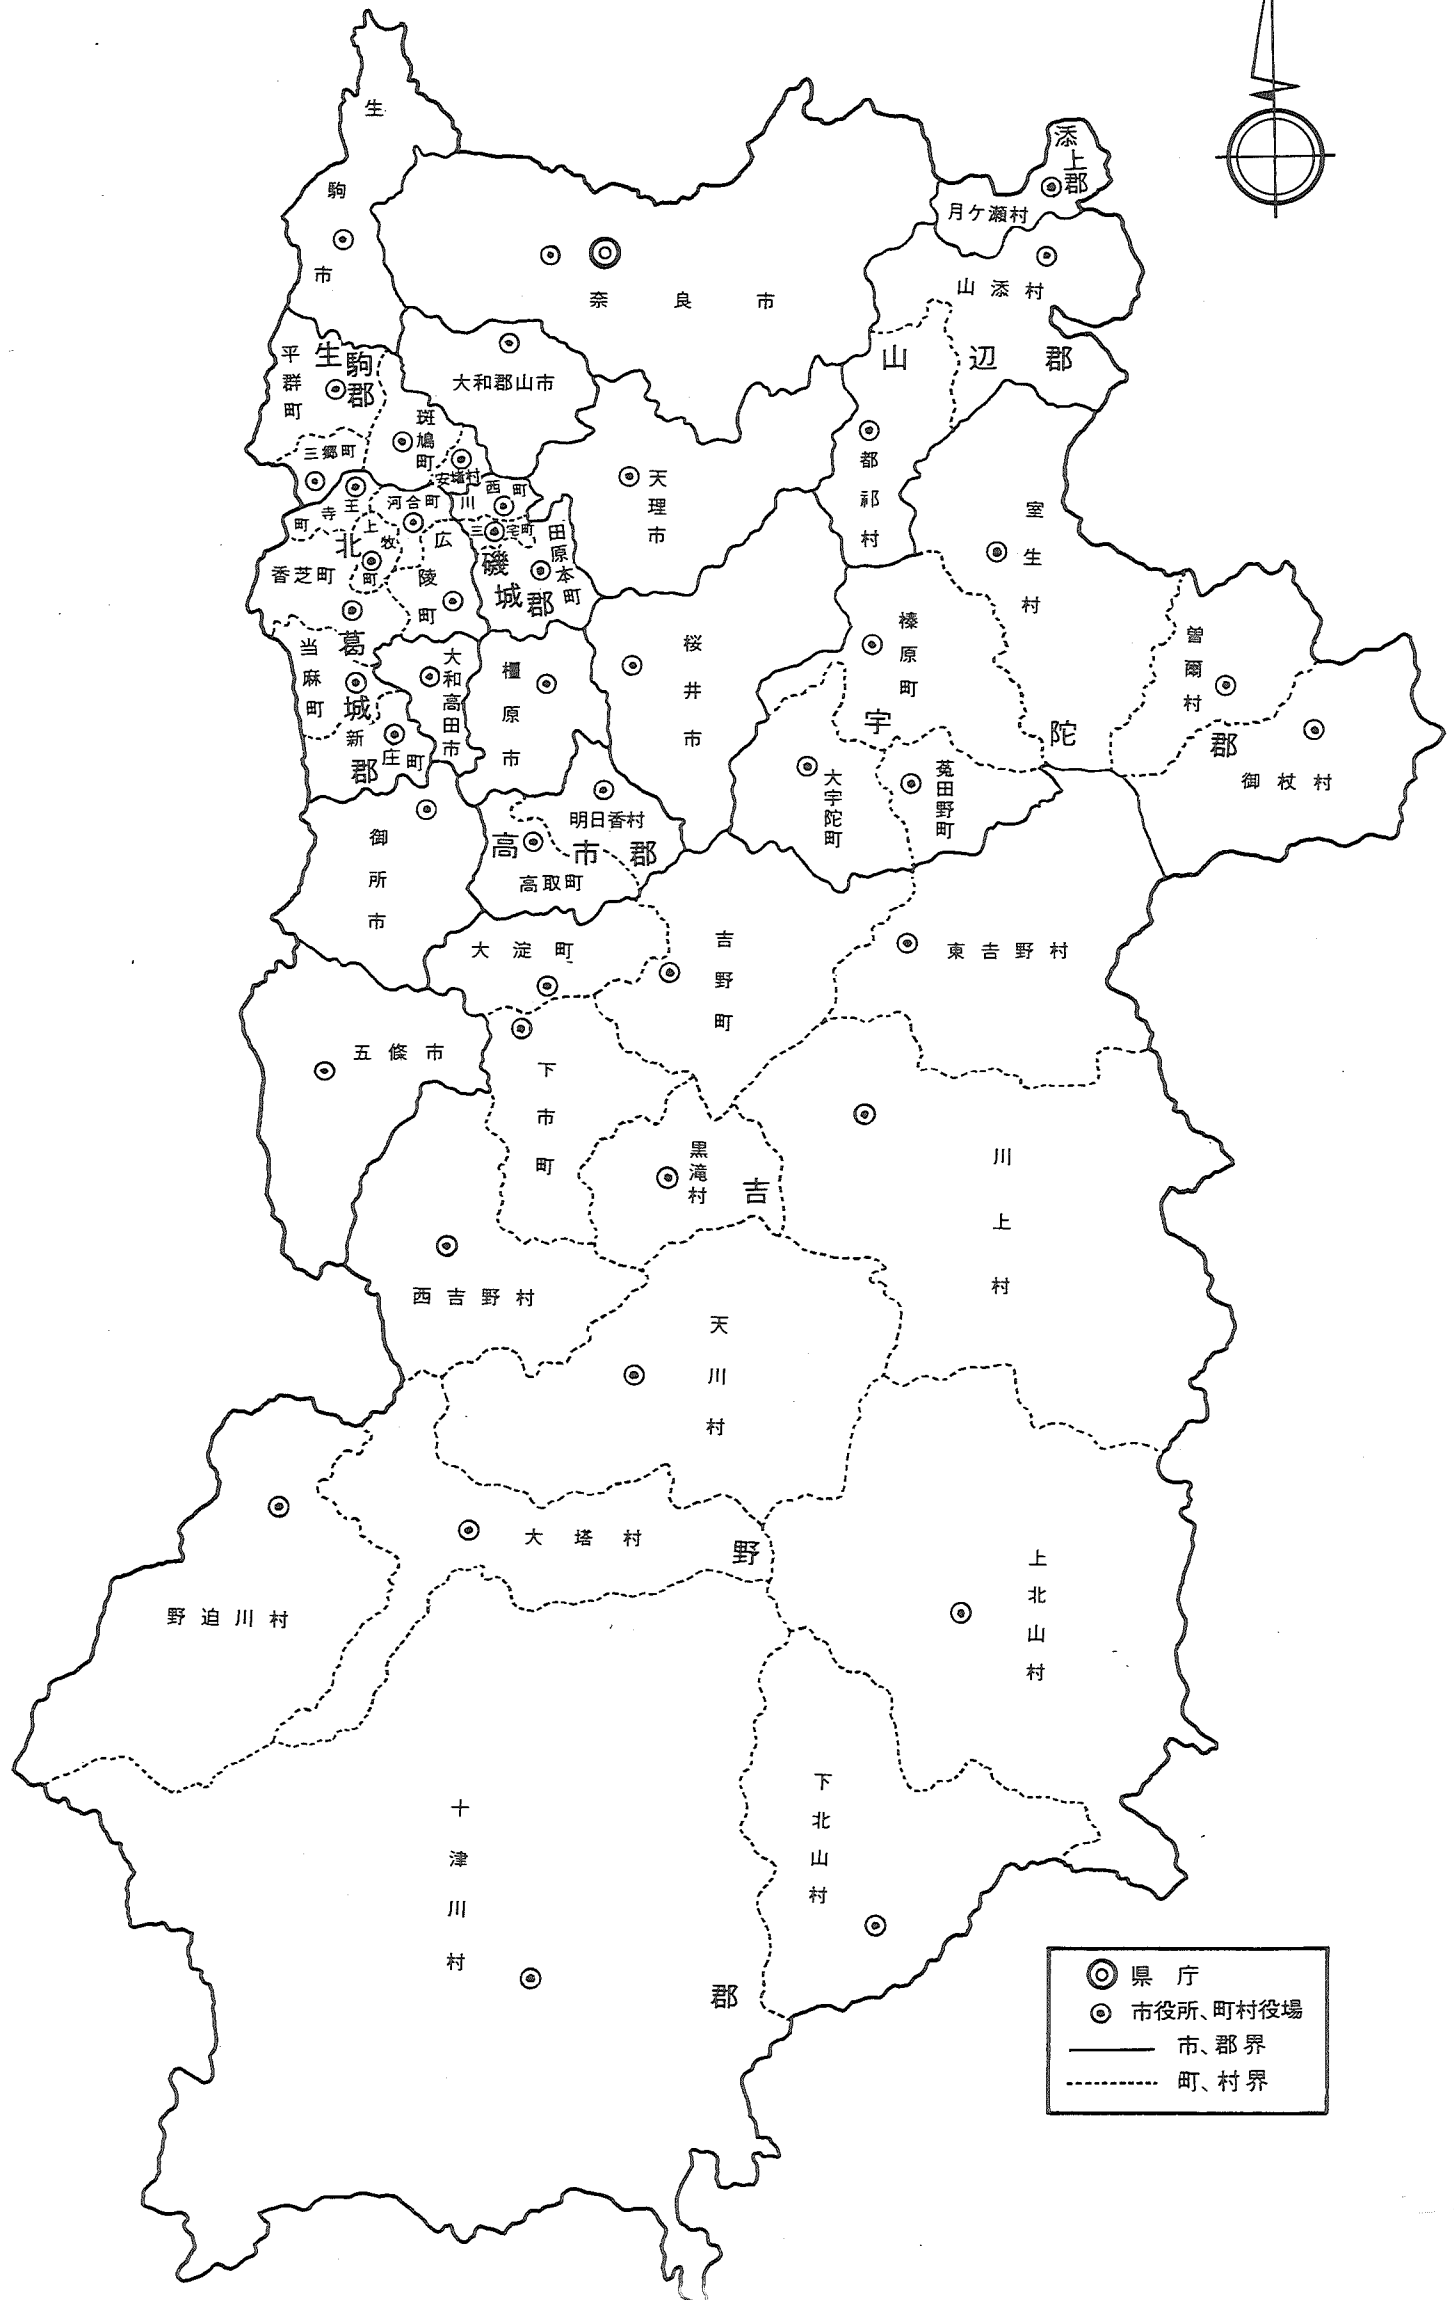 生駒市
添上郡
月ケ瀬村
奈良市
山添村
山辺郡
平群町
生駒郡
大和郡山市
斑鳩町
三郷町
安堵村
都祁村
天理市
室生村
王寺町
河合町
川西町
三宅町
田原本町
上牧町
広陵町
香芝町
磯城郡
北葛城郡
当麻町
新庄町
大和高田市
橿原市
桜井市
榛原町
曽爾村
御杖村
宇陀郡
大宇陀町
菟田野町
御所市
明日香村
高市郡
高取町
大淀町
吉野町
東吉野村
五條市
下市町
黒滝村
川上村
西吉野村
天川村
吉野郡
大塔村
野迫川村
上北山村
下北山村
十津川村
県庁
市役所、町村役場
市、郡界
町、村界